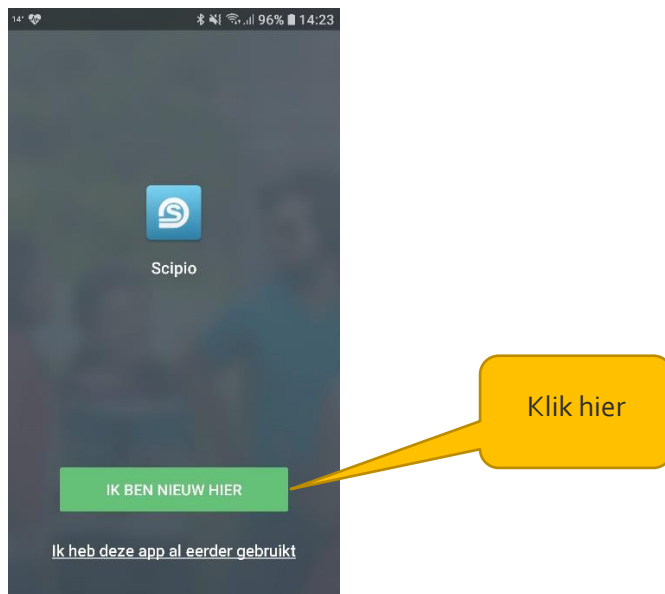 14° 96% 14:23
Scipio
Klik hier
IK BEN NIEUW HIER
Ik heb deze app al eerder gebruikt